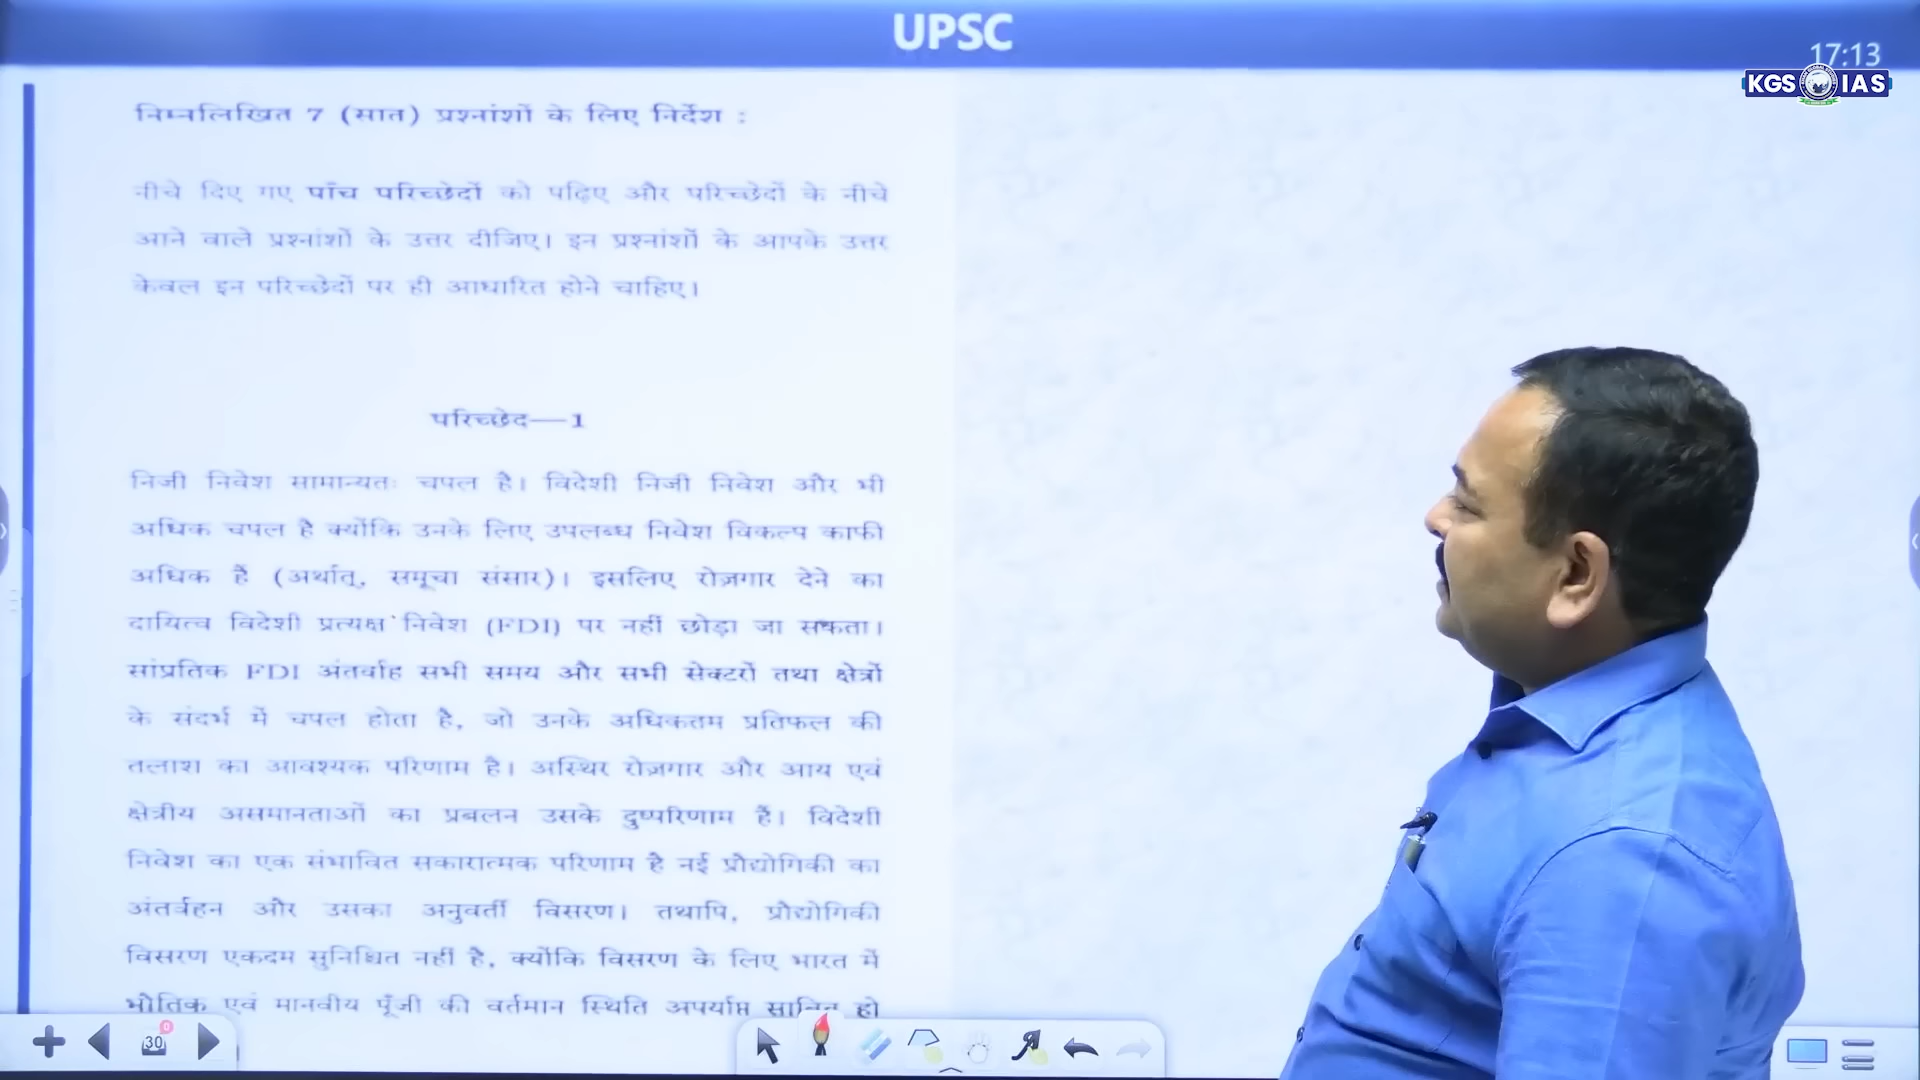 UPSC
17:13
KGS IAS
निम्नलिखित 7 (सात) प्रश्नांशों के लिए निर्देश :
नीचे दिए गए पाँच परिच्छेदों को पढ़िए और परिच्छेदों के नीचे
आने वाले प्रश्नांशों के उत्तर दीजिए। इन प्रश्नांशों के आपके उत्तर
केवल इन परिच्छेदों पर ही आधारित होने चाहिए।
परिच्छेद—1
निजी निवेश सामान्यतः चपल है। विदेशी निजी निवेश और भी
अधिक चपल है क्योंकि उनके लिए उपलब्ध निवेश विकल्प काफी
अधिक हैं (अर्थात्, समूचा संसार)। इसलिए रोज़गार देने का
दायित्व विदेशी प्रत्यक्ष निवेश (FDI) पर नहीं छोड़ा जा सकता।
सांप्रतिक FDI अंतर्वाह सभी समय और सभी सेक्टरों तथा क्षेत्रों
के संदर्भ में चपल होता है, जो उनके अधिकतम प्रतिफल की
तलाश का आवश्यक परिणाम है। अस्थिर रोज़गार और आय एवं
क्षेत्रीय असमानताओं का प्रबलन उसके दुष्परिणाम हैं। विदेशी
निवेश का एक संभावित सकारात्मक परिणाम है नई प्रौद्योगिकी का
अंतर्वहन और उसका अनुवर्ती विसरण। तथापि, प्रौद्योगिकी
विसरण एकदम सुनिश्चित नहीं है, क्योंकि विसरण के लिए भारत में
भौतिक एवं मानवीय पूँजी की वर्तमान स्थिति अपर्याप्त साबित हो
30
0